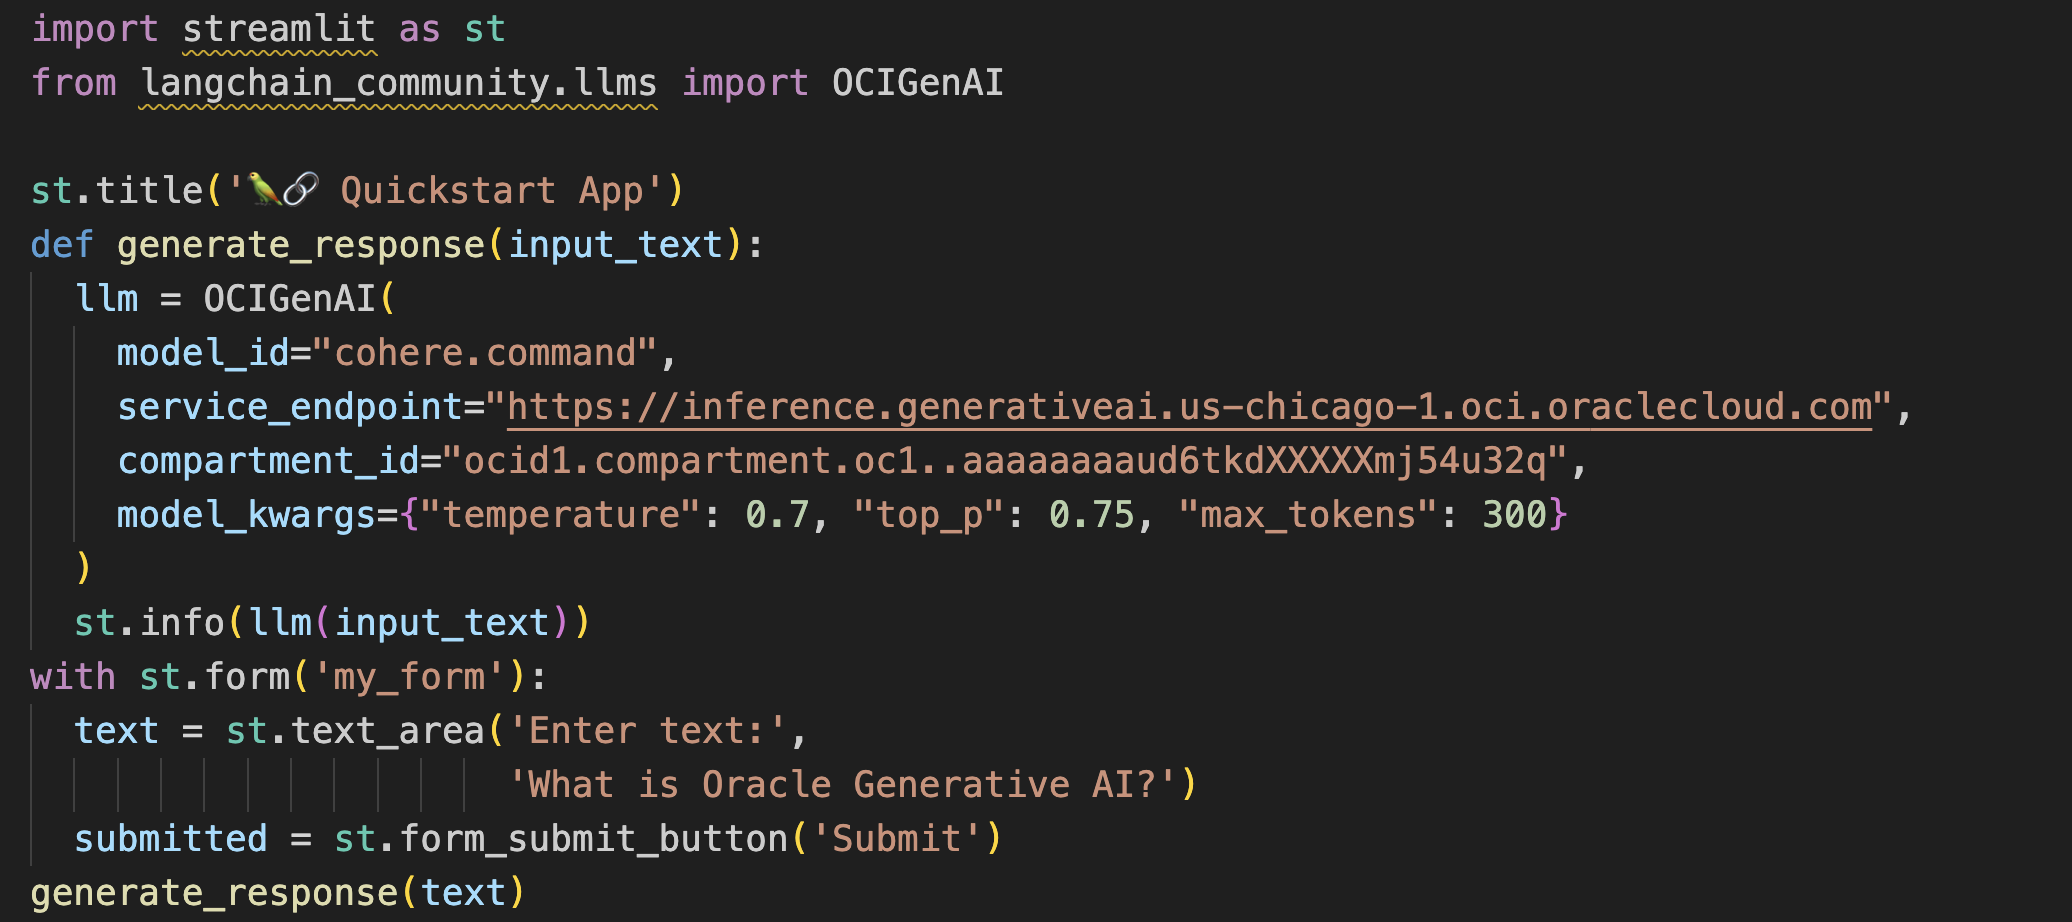 import streamlit as st
from langchain_community.llms import OCIGenAI
st.title('🦜🔗 Quickstart App')
def generate_response(input_text):
  llm = OCIGenAI(
    model_id="cohere.command",
    service_endpoint="https://inference.generativeai.us-chicago-1.oci.oraclecloud.com",
    compartment_id="ocid1.compartment.oc1..aaaaaaaaud6tkdXXXXXmj54u32q",
    model_kwargs={"temperature": 0.7, "top_p": 0.75, "max_tokens": 300}
  )
  st.info(llm(input_text))
with st.form('my_form'):
  text = st.text_area('Enter text:',
                      'What is Oracle Generative AI?')
  submitted = st.form_submit_button('Submit')
generate_response(text)